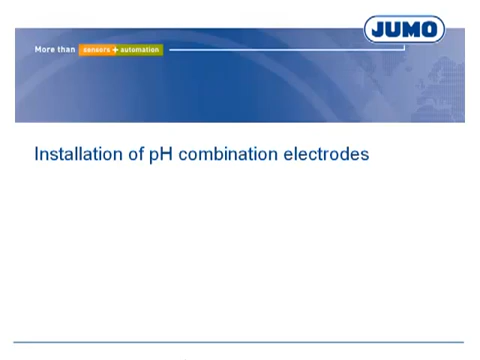 JUMO
More than sensors + automation
Installation of pH combination electrodes